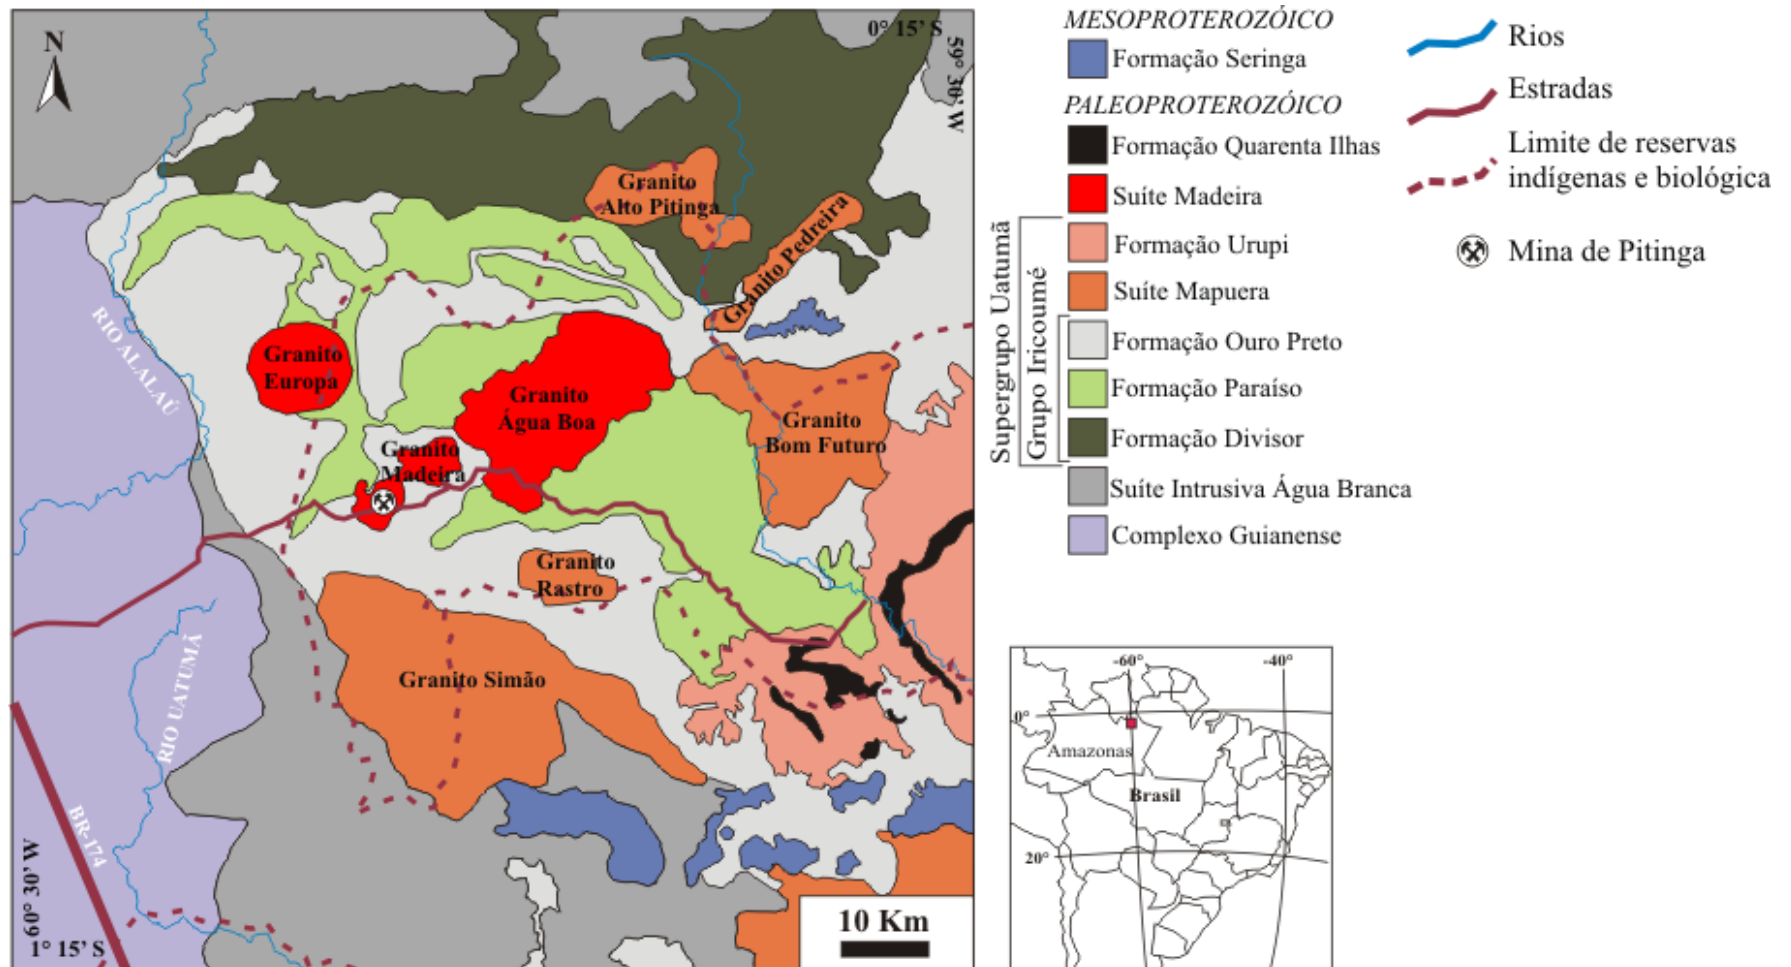 N
0° 15' S
59° 30' W
Granito
Alto Pitinga
Granito Pedreira
RIO ALALAÚ
Granito
Europa
Granito
Água Boa
Granito
Madeira
Granito
Bom Futuro
Granito
Rastro
Granito Simão
RIO UATUMÃ
BR-174
60° 30' W
1° 15' S
10 Km
MESOPROTEROZÓICO
Formação Seringa
PALEOPROTEROZÓICO
Formação Quarenta Ilhas
Suíte Madeira
Formação Urupi
Suíte Mapuera
Formação Ouro Preto
Formação Paraíso
Formação Divisor
Suíte Intrusiva Água Branca
Complexo Guianense
Supergrupo Uatumã
Grupo Iricoumé
Rios
Estradas
Limite de reservas
indígenas e biológica
Mina de Pitinga
-60°
-40°
0°
Amazonas
Brasil
20°